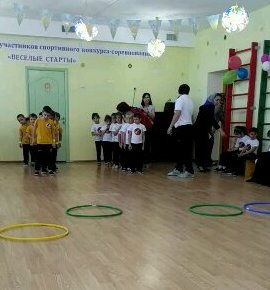 участников спортивного конкурса-соревнования
«ВЕСЕЛЫЕ СТАРТЫ»